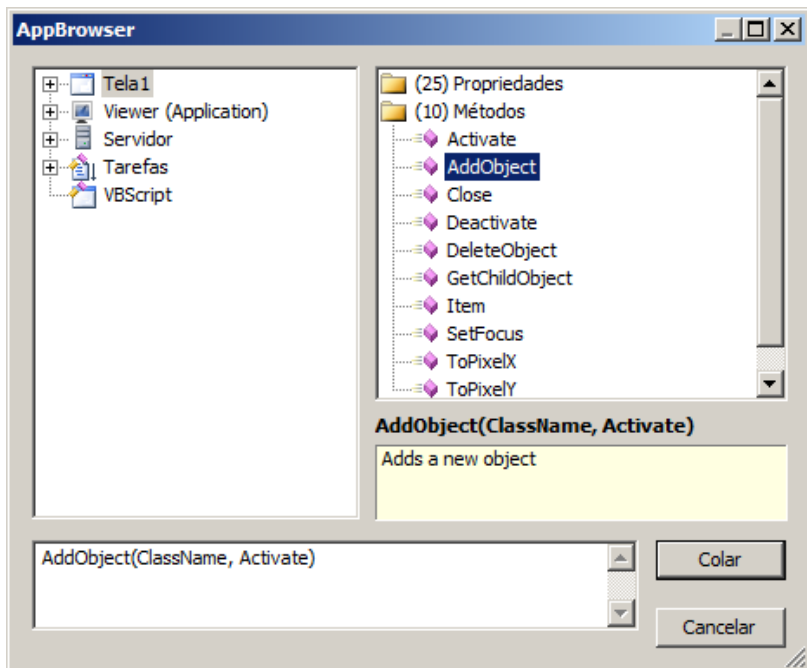 AppBrowser
Tela1
Viewer (Application)
Servidor
Tarefas
VBScript
(25) Propriedades
(10) Métodos
Activate
AddObject
Close
Deactivate
DeleteObject
GetChildObject
Item
SetFocus
ToPixelX
ToPixelY
AddObject(ClassName, Activate)
Adds a new object
AddObject(ClassName, Activate)
Colar
Cancelar